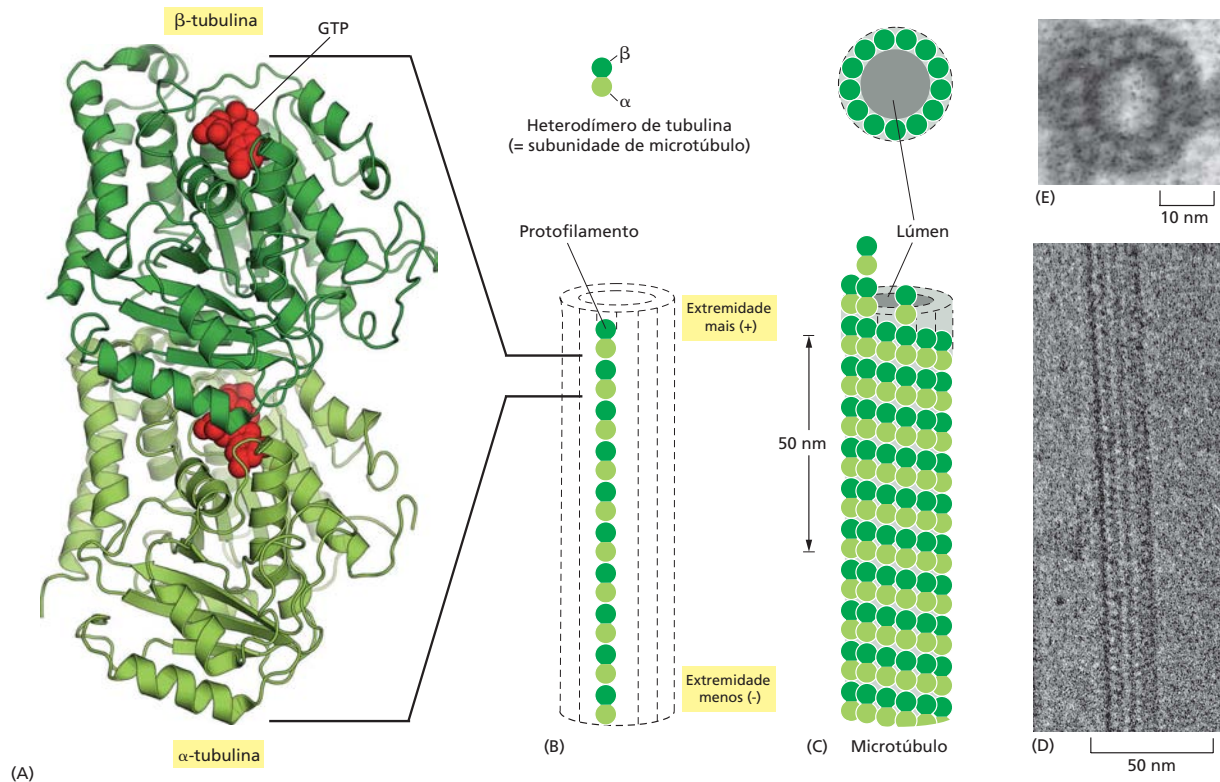 β-tubulina
GTP
α-tubulina
(A)
β
α
Heterodímero de tubulina
(= subunidade de microtúbulo)
Protofilamento
Extremidade
mais (+)
Extremidade
menos (-)
(B)
Lúmen
50 nm
(C)
Microtúbulo
(E)
10 nm
(D)
50 nm